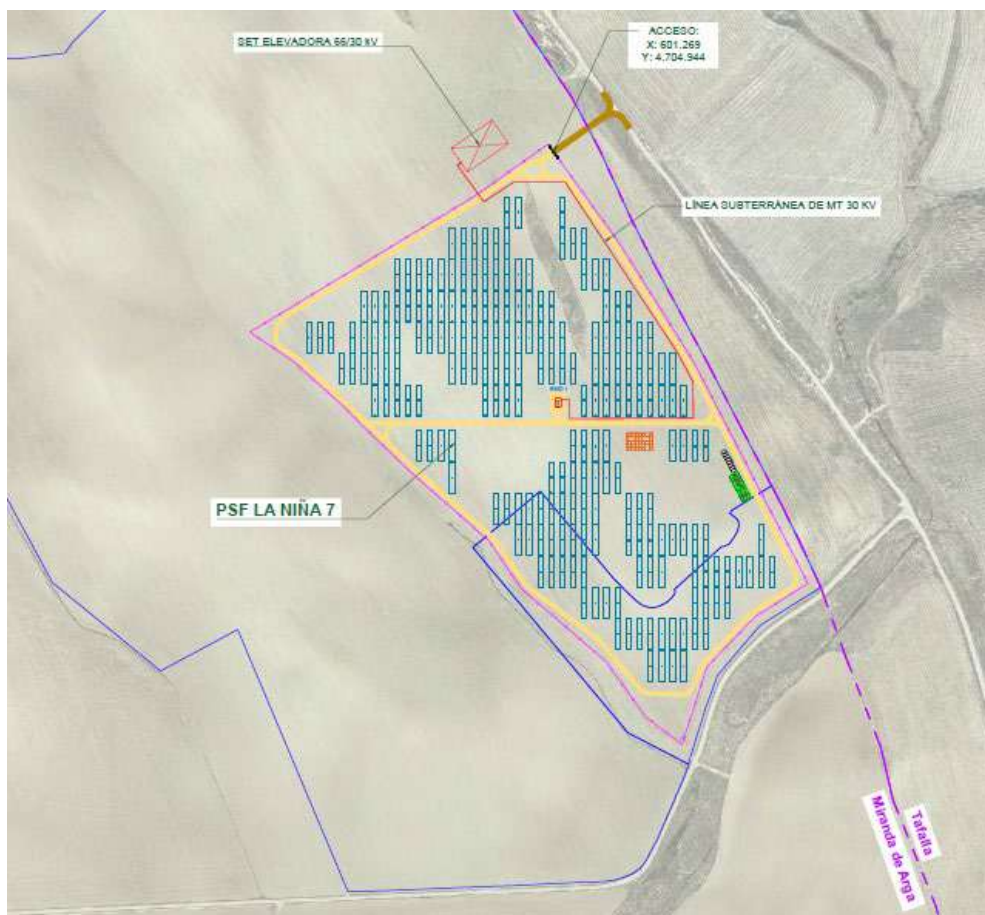 SET ELEVADORA 66/30 kV
ACCESO:
X: 601.269
Y: 4.704.944
LÍNEA SUBTERRÁNEA DE MT 30 KV
PSF LA NIÑA 7
Tafalla
Miranda de Arga